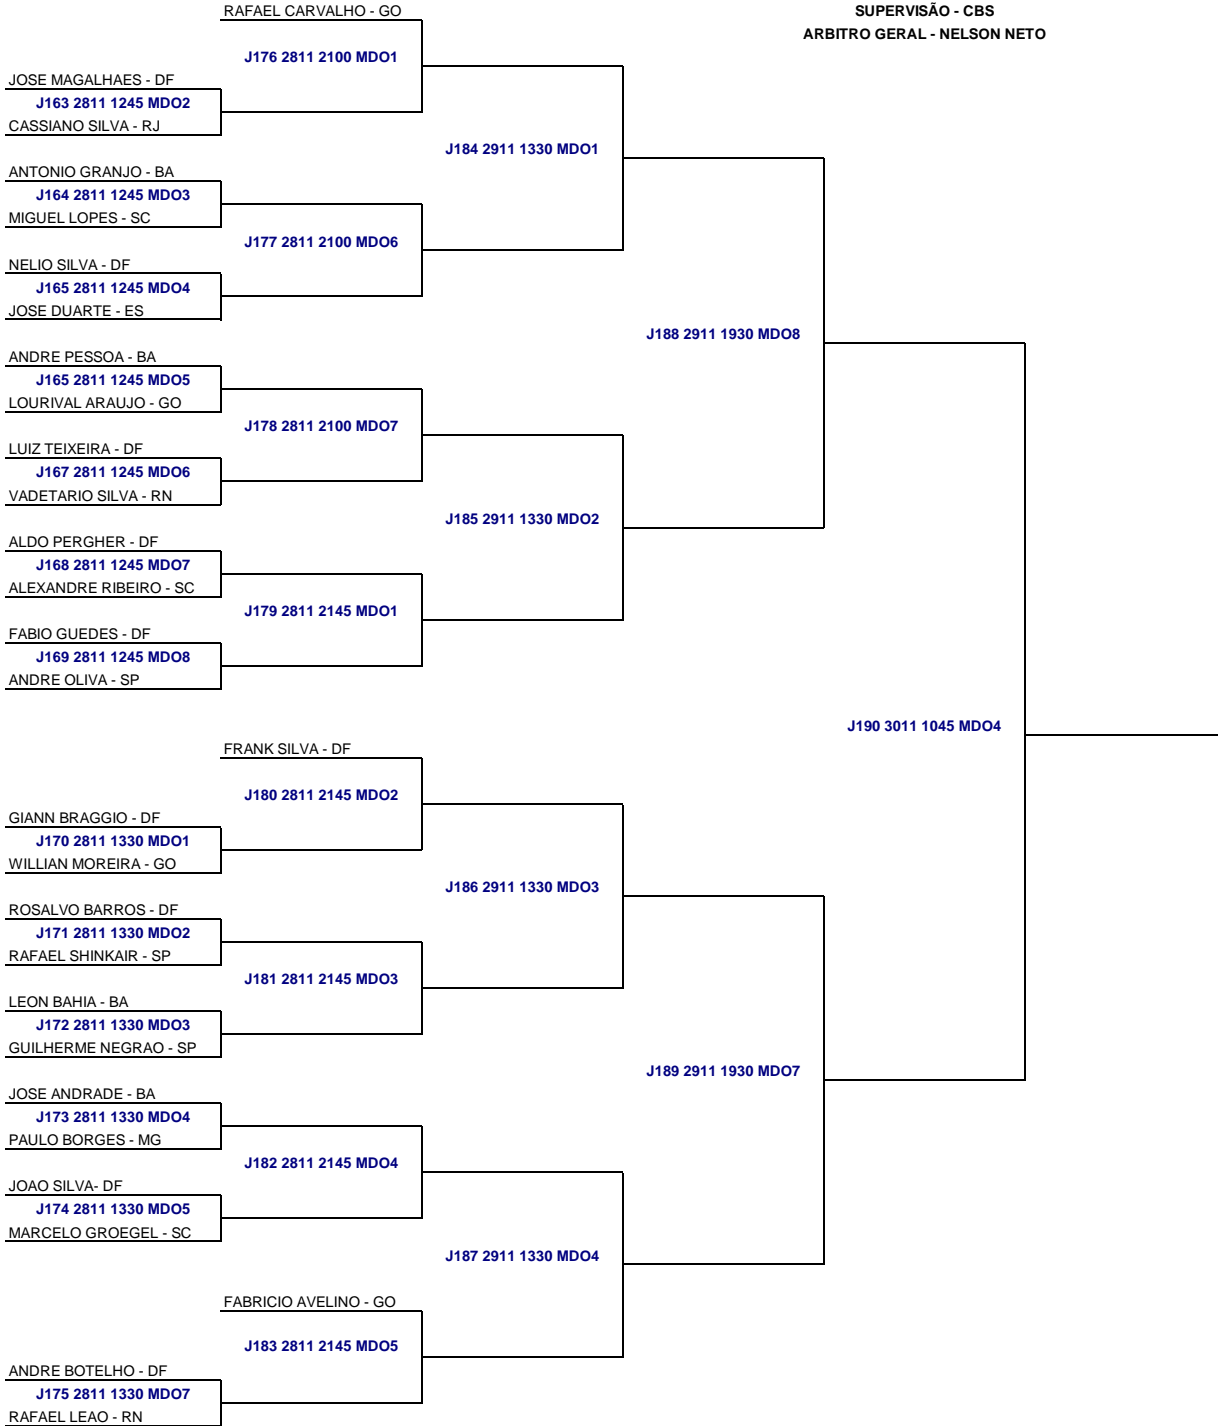 RAFAEL CARVALHO - GO
SUPERVISÃO - CBS
ARBITRO GERAL - NELSON NETO
J176 2811 2100 MDO1
JOSE MAGALHAES - DF
J163 2811 1245 MDO2
CASSIANO SILVA - RJ
J184 2911 1330 MDO1
ANTONIO GRANJO - BA
J164 2811 1245 MDO3
MIGUEL LOPES - SC
J177 2811 2100 MDO6
NELIO SILVA - DF
J165 2811 1245 MDO4
JOSE DUARTE - ES
J188 2911 1930 MDO8
ANDRE PESSOA - BA
J165 2811 1245 MDO5
LOURIVAL ARAUJO - GO
J178 2811 2100 MDO7
LUIZ TEIXEIRA - DF
J167 2811 1245 MDO6
VADETARIO SILVA - RN
J185 2911 1330 MDO2
ALDO PERGHER - DF
J168 2811 1245 MDO7
ALEXANDRE RIBEIRO - SC
J179 2811 2145 MDO1
FABIO GUEDES - DF
J169 2811 1245 MDO8
ANDRE OLIVA - SP
J190 3011 1045 MDO4
FRANK SILVA - DF
J180 2811 2145 MDO2
GIANN BRAGGIO - DF
J170 2811 1330 MDO1
WILLIAN MOREIRA - GO
J186 2911 1330 MDO3
ROSALVO BARROS - DF
J171 2811 1330 MDO2
RAFAEL SHINKAIR - SP
J181 2811 2145 MDO3
LEON BAHIA - BA
J172 2811 1330 MDO3
GUILHERME NEGRAO - SP
J189 2911 1930 MDO7
JOSE ANDRADE - BA
J173 2811 1330 MDO4
PAULO BORGES - MG
J182 2811 2145 MDO4
JOAO SILVA- DF
J174 2811 1330 MDO5
MARCELO GROEGEL - SC
J187 2911 1330 MDO4
FABRICIO AVELINO - GO
J183 2811 2145 MDO5
ANDRE BOTELHO - DF
J175 2811 1330 MDO7
RAFAEL LEAO - RN